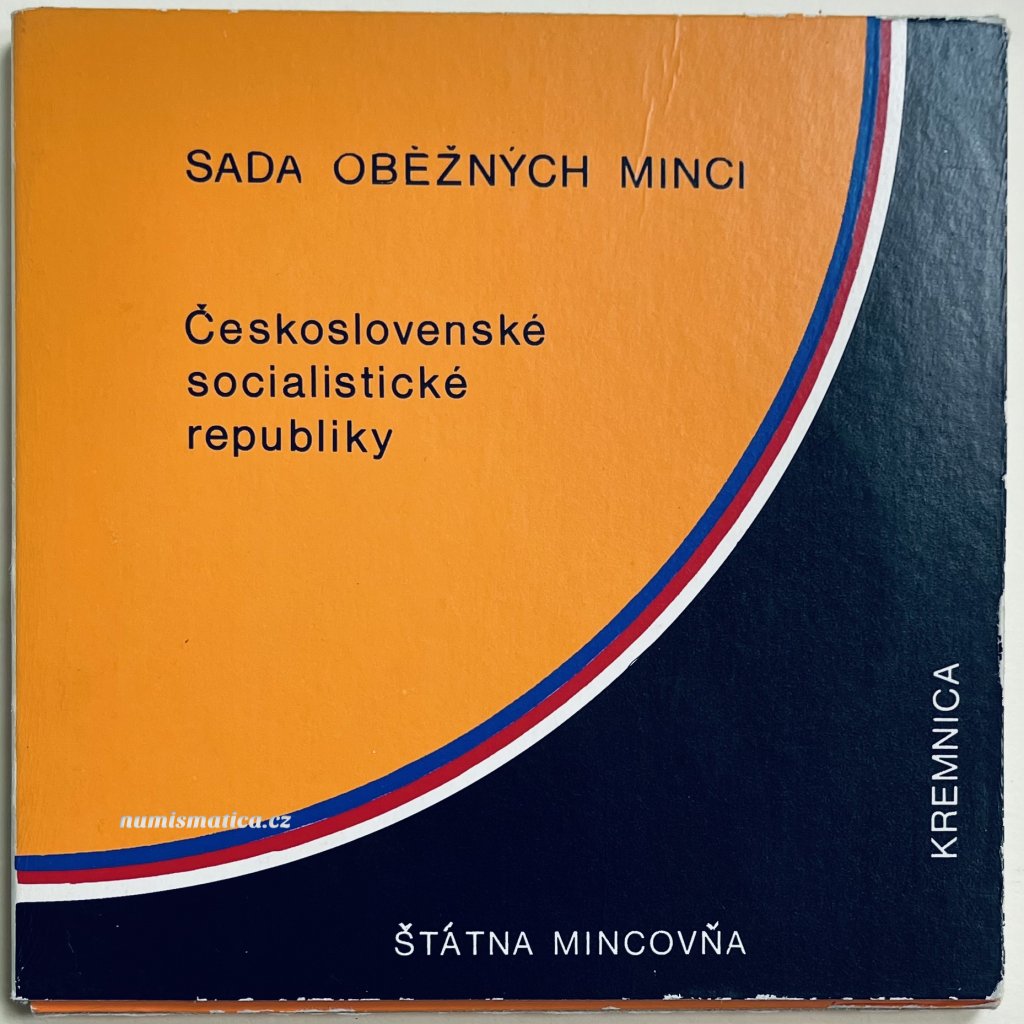 SADA OBĚŽNÝCH MINCI
Československé
socialistické
republiky
numismatica.cz
KREMNICA
ŠTÁTNA MINCOVŇA